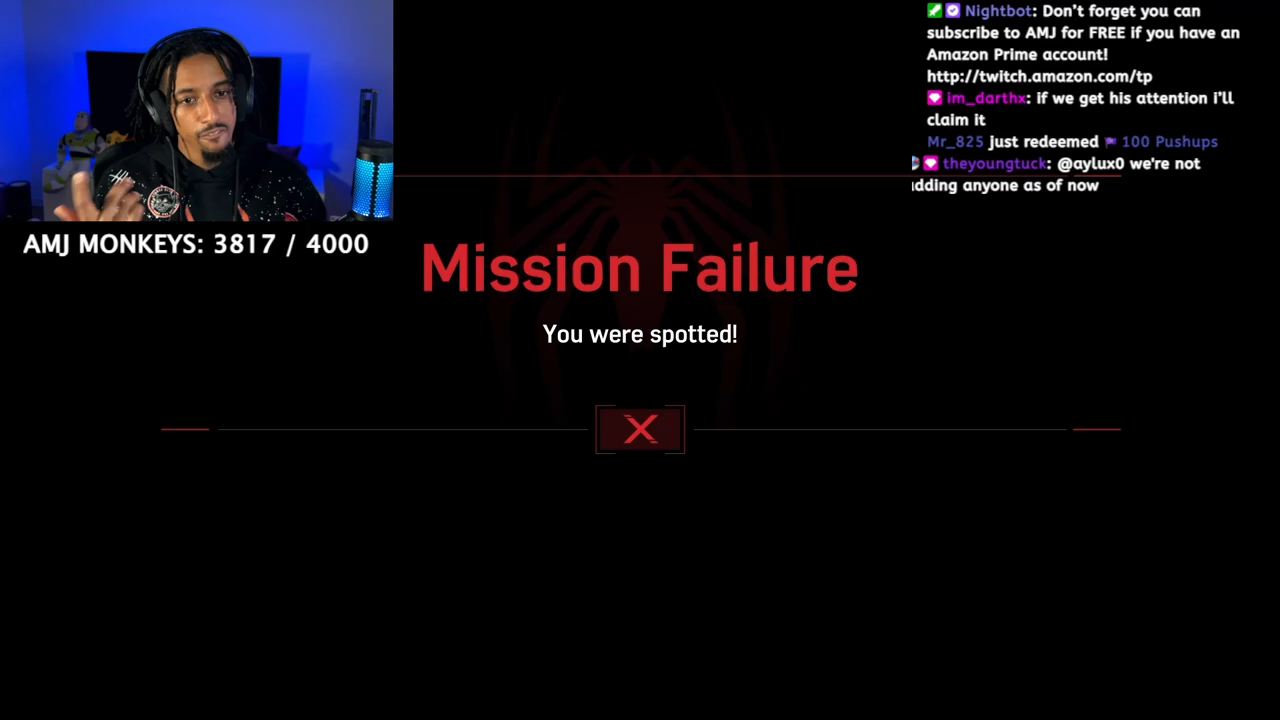 Nightbot: Don't forget you can
subscribe to AMJ for FREE if you have an
Amazon Prime account!
http://twitch.amazon.com/tp
im_darthx: if we get his attention i'll
claim it
Mr_825 just redeemed 100 Pushups
theyoungtuck: @aylux0 we're not
adding anyone as of now
AMJ MONKEYS: 3817 / 4000
Mission Failure
You were spotted!
X